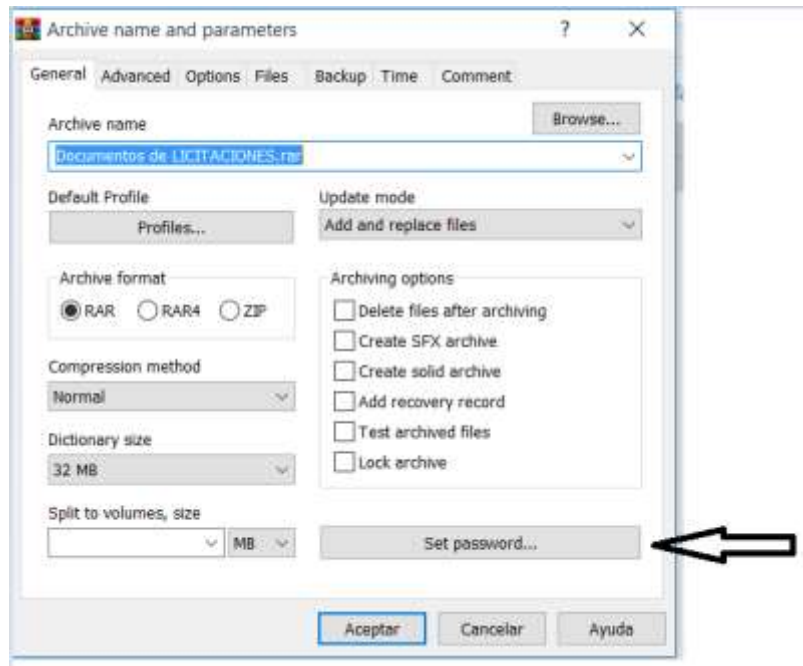 Archive name and parameters
?
General Advanced Options Files Backup Time Comment
Archive name
Browse...
Documentos de LICITACIONES.rar
Default Profile
Update mode
Profiles...
Add and replace files
Archive format
Archiving options
RAR RAR4 ZIP
Delete files after archiving
Create SFX archive
Compression method
Create solid archive
Normal
Add recovery record
Dictionary size
Test archived files
32 MB
Lock archive
Split to volumes, size
MB
Set password...
Aceptar Cancelar Ayuda